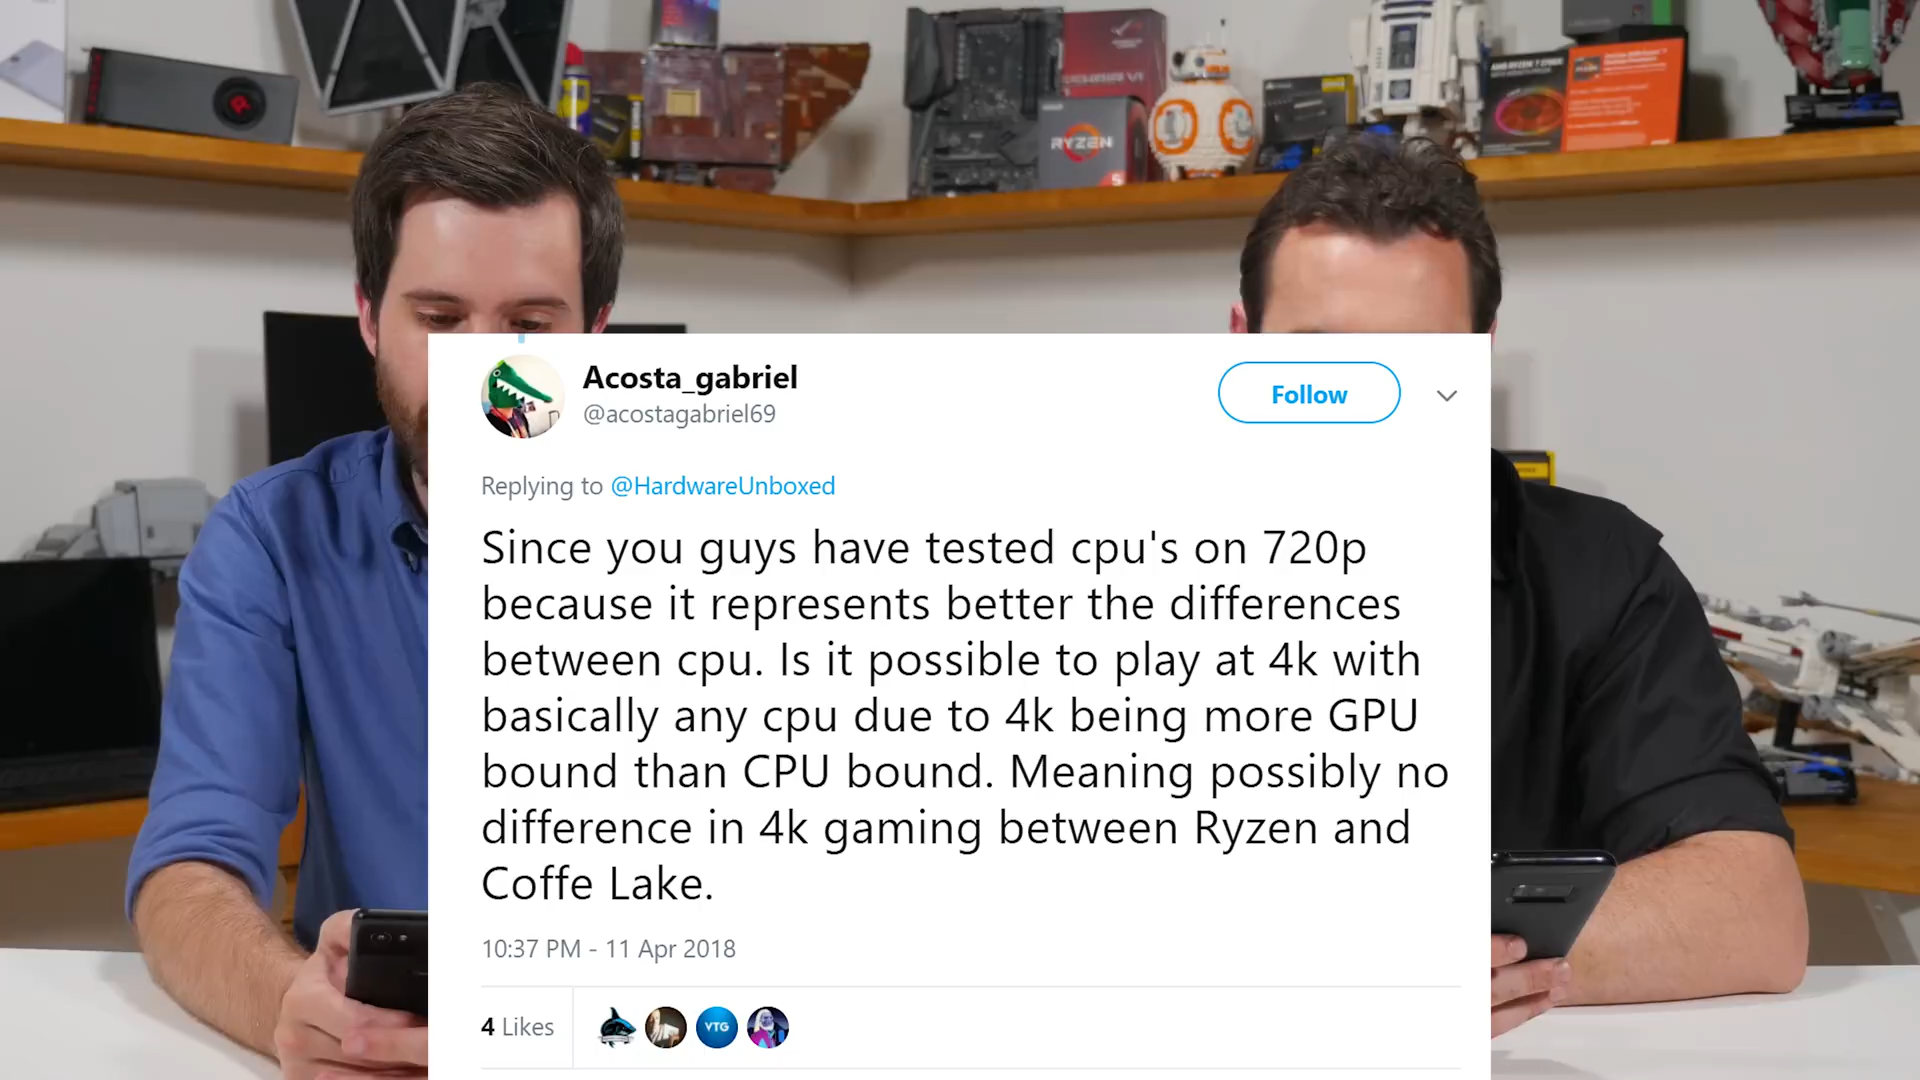 RYZEN
5
Acosta_gabriel
@acostagabriel69
Follow
Replying to @HardwareUnboxed
Since you guys have tested cpu's on 720p
because it represents better the differences
between cpu. Is it possible to play at 4k with
basically any cpu due to 4k being more GPU
bound than CPU bound. Meaning possibly no
difference in 4k gaming between Ryzen and
Coffe Lake.
10:37 PM - 11 Apr 2018
4 Likes
VTG